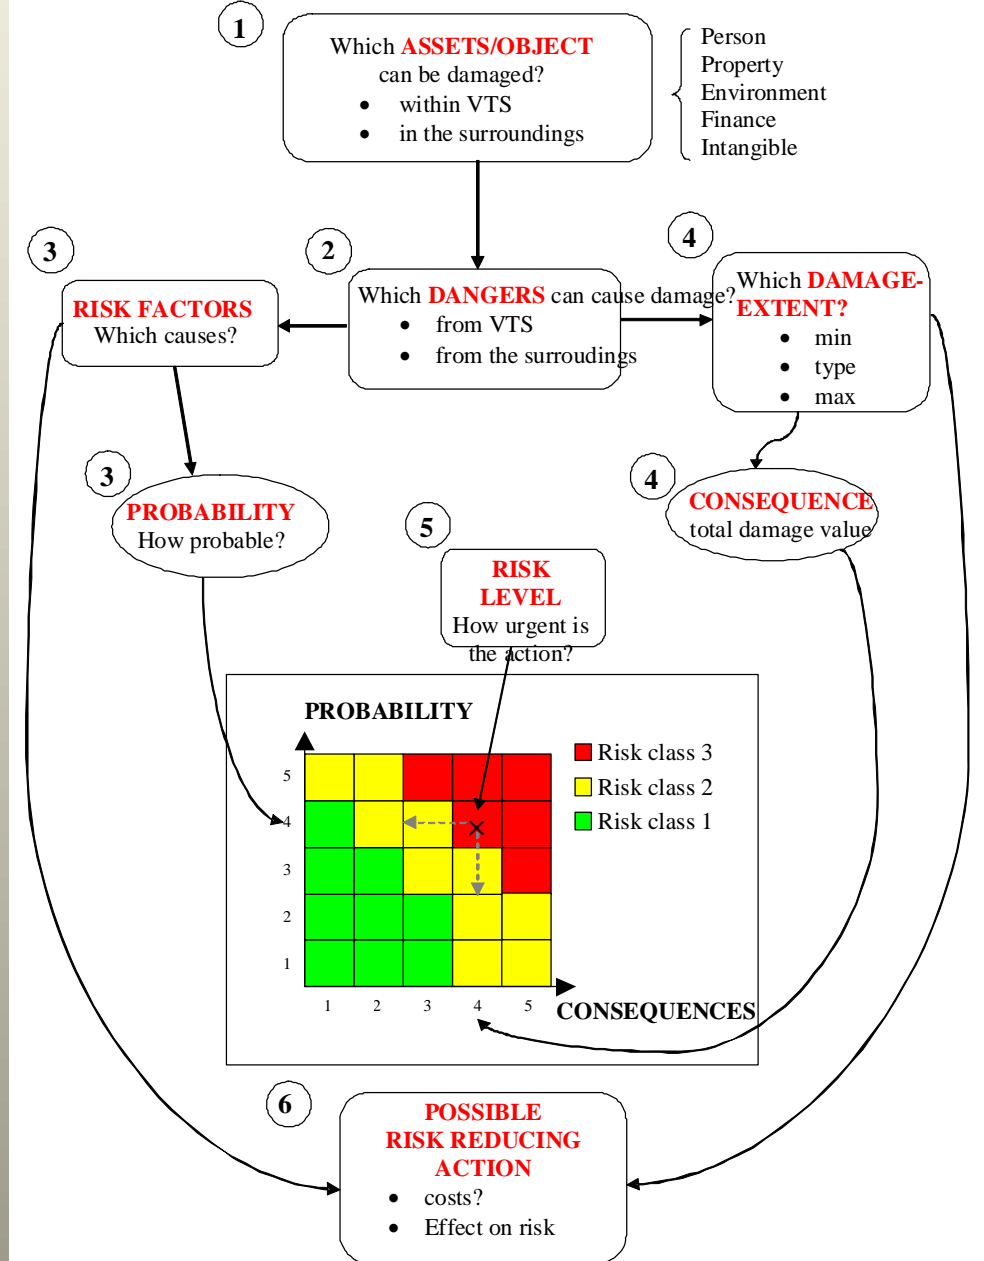 1
Which ASSETS/OBJECT
can be damaged?
• within VTS
• in the surroundings
Person
Property
Environment
Finance
Intangible
3
RISK FACTORS
Which causes?
2
Which DANGERS can cause damage?
• from VTS
• from the surroudings
4
Which DAMAGE-
EXTENT?
• min
• type
• max
3
PROBABILITY
How probable?
4
CONSEQUENCE
total damage value
5
RISK
LEVEL
How urgent is
the action?
PROBABILITY
5
4
3
2
1
1 2 3 4 5
CONSEQUENCES
Risk class 3
Risk class 2
Risk class 1
6
POSSIBLE
RISK REDUCING
ACTION
• costs?
• Effect on risk